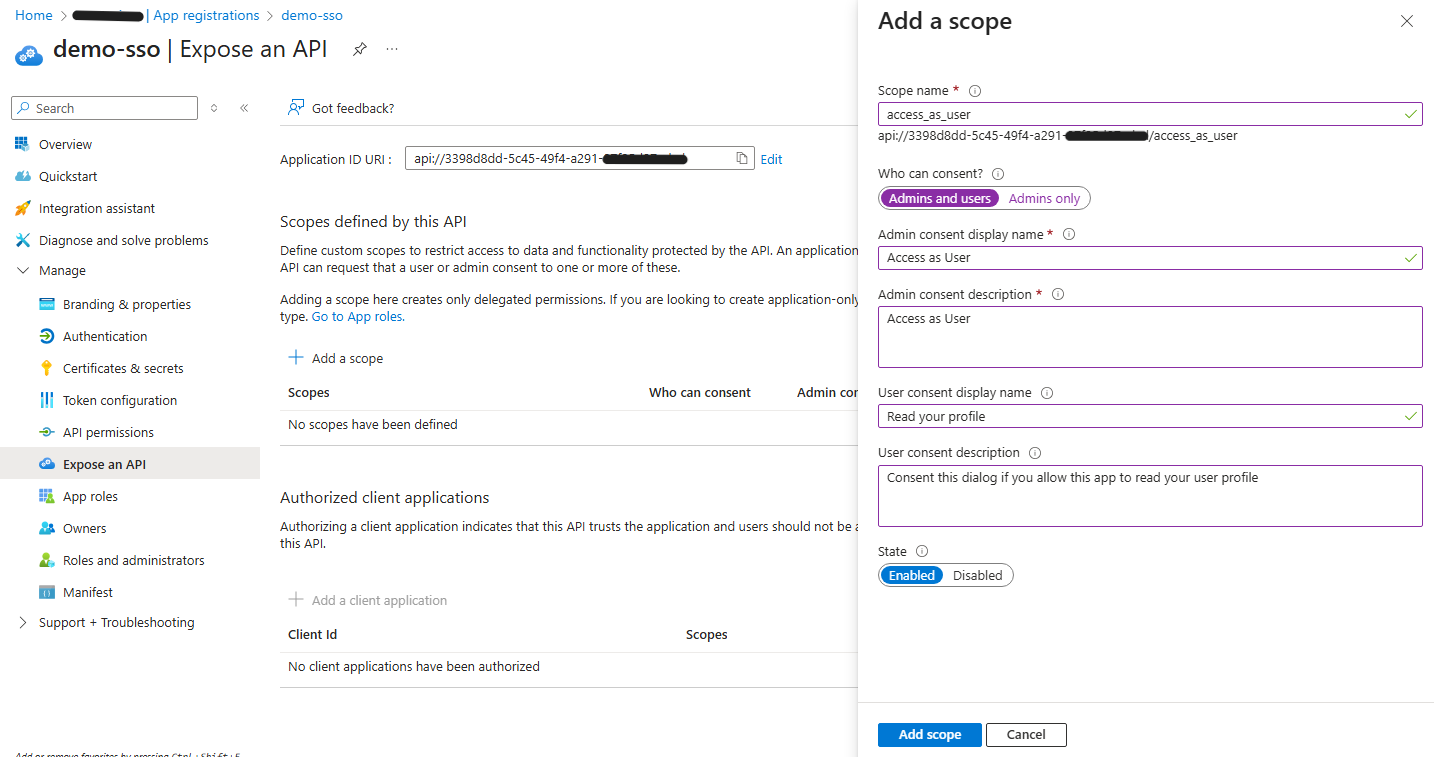 Home > | App registrations > demo-sso
demo-sso | Expose an API
Search
Overview
Quickstart
Integration assistant
Diagnose and solve problems
Manage
Branding & properties
Authentication
Certificates & secrets
Token configuration
API permissions
Expose an API
App roles
Owners
Roles and administrators
Manifest
Support + Troubleshooting
Add or remove favorites by pressing Ctrl+Shift+F
Got feedback?
Application ID URI : api://3398d8dd-5c45-49f4-a291- Edit
Scopes defined by this API
Define custom scopes to restrict access to data and functionality protected by the API. An application
API can request that a user or admin consent to one or more of these.
Adding a scope here creates only delegated permissions. If you are looking to create application-only
type. Go to App roles.
Add a scope
Scopes Who can consent Admin con
No scopes have been defined
Authorized client applications
Authorizing a client application indicates that this API trusts the application and users should not be a
this API.
Add a client application
Client Id Scopes
No client applications have been authorized
Add a scope
Scope name *
access_as_user
api://3398d8dd-5c45-49f4-a291-/access_as_user
Who can consent?
Admins and users Admins only
Admin consent display name *
Access as User
Admin consent description *
Access as User
User consent display name
Read your profile
User consent description
Consent this dialog if you allow this app to read your user profile
State
Enabled Disabled
Add scope Cancel